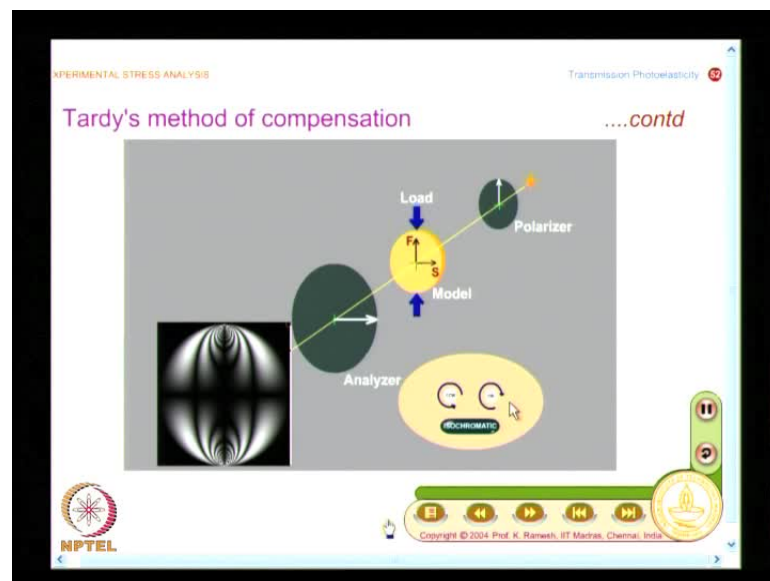 XPERIMENTAL STRESS ANALYSIS
Transmission Photoelasticity 52
Tardy's method of compensation
....contd
Load
Polarizer
F
S
Model
Analyzer
ISOCHROMATIC
NPTEL
Copyright © 2004 Prof. K. Ramesh, IIT Madras, Chennai, India